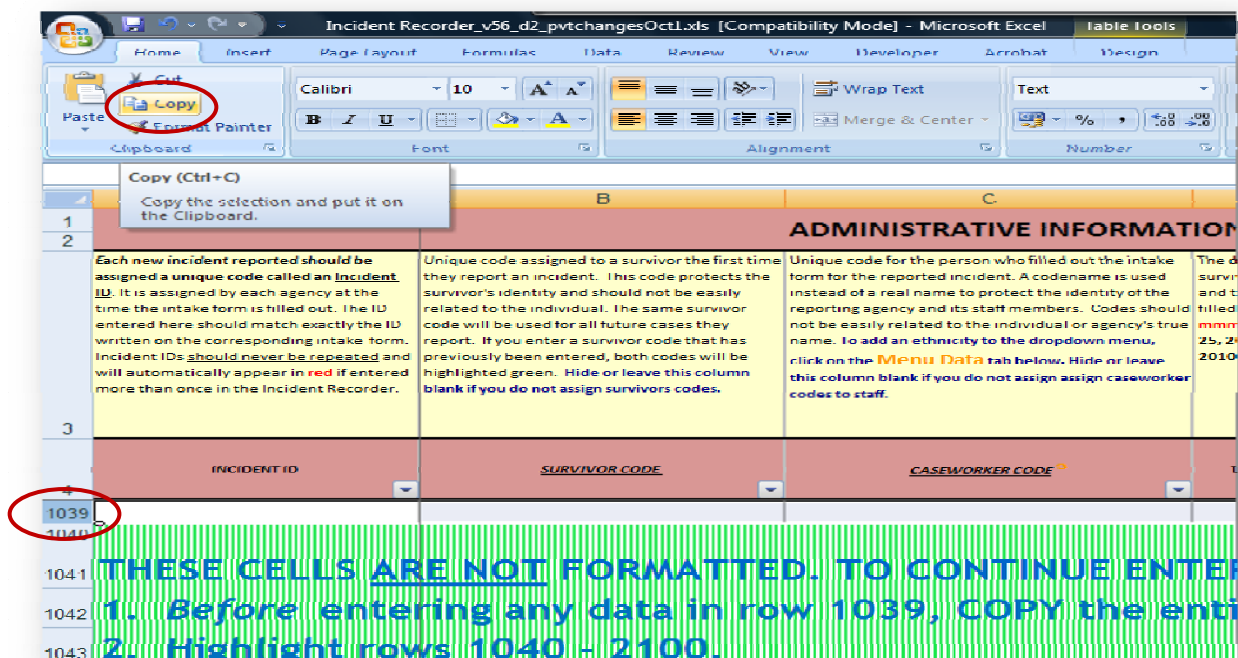 Incident Recorder_v56_d2_pvtchangesOct1.xls [Compatibility Mode] - Microsoft Excel Table Tools
Home Insert Page Layout Formulas Data Review View Developer Acrobat Design
Cut
Copy
Format Painter
Paste
Calibri 10 A A
Wrap Text
Text
B I U A
Merge & Center
% ,
Clipboard Font Alignment Number
Copy (Ctrl+C)
Copy the selection and put it on
the Clipboard.
B C
1
2
ADMINISTRATIVE INFORMATION
Each new incident reported should be
assigned a unique code called an Incident
ID. It is assigned by each agency at the
time the intake form is filled out. The ID
entered here should match exactly the ID
written on the corresponding intake form.
Incident IDs should never be repeated and
will automatically appear in red if entered
more than once in the Incident Recorder.
Unique code assigned to a survivor the first time
they report an incident. This code protects the
survivor's identity and should not be easily
related to the individual. The same survivor
code will be used for all future cases they
report. If you enter a survivor code that has
previously been entered, both codes will be
highlighted green. Hide or leave this column
blank if you do not assign survivors codes.
Unique code for the person who filled out the intake
form for the reported incident. A codename is used
instead of a real name to protect the identity of the
reporting agency and its staff members. Codes should
not be easily related to the individual or agency's true
name. To add an ethnicity to the dropdown menu,
click on the Menu Data tab below. Hide or leave
this column blank if you do not assign assign caseworker
codes to staff.
The d
survi
and t
filled
mmm
25, 2
2010
3
INCIDENT ID
SURVIVOR CODE
CASEWORKER CODE
4
1039
1040
1041 THESE CELLS ARE NOT FORMATTED. TO CONTINUE ENTER
1042 1. Before entering any data in row 1039, COPY the enti
1043 2. Highlight rows 1040 - 2100.